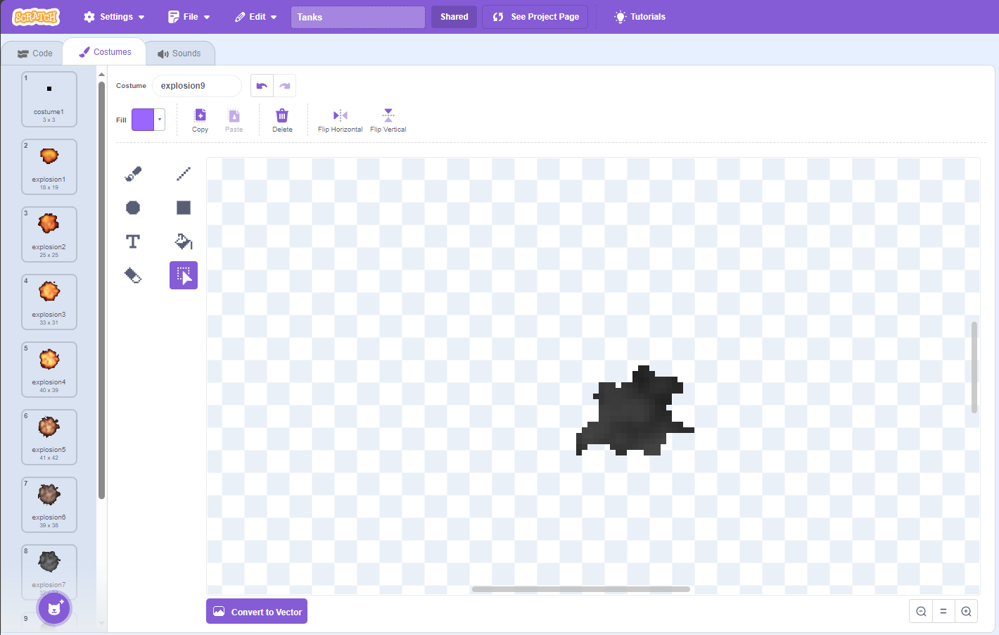 SCRATCH
Settings
File
Edit
Tanks
Shared
See Project Page
Tutorials
Code
Costumes
Sounds
Costume
explosion9
Fill
Copy
Paste
Delete
Flip Horizontal
Flip Vertical
1
costume1
3 x 3
2
explosion1
18 x 19
3
explosion2
25 x 25
4
explosion3
33 x 31
5
explosion4
40 x 39
6
explosion5
41 x 42
7
explosion6
39 x 38
8
explosion7
9
Convert to Vector